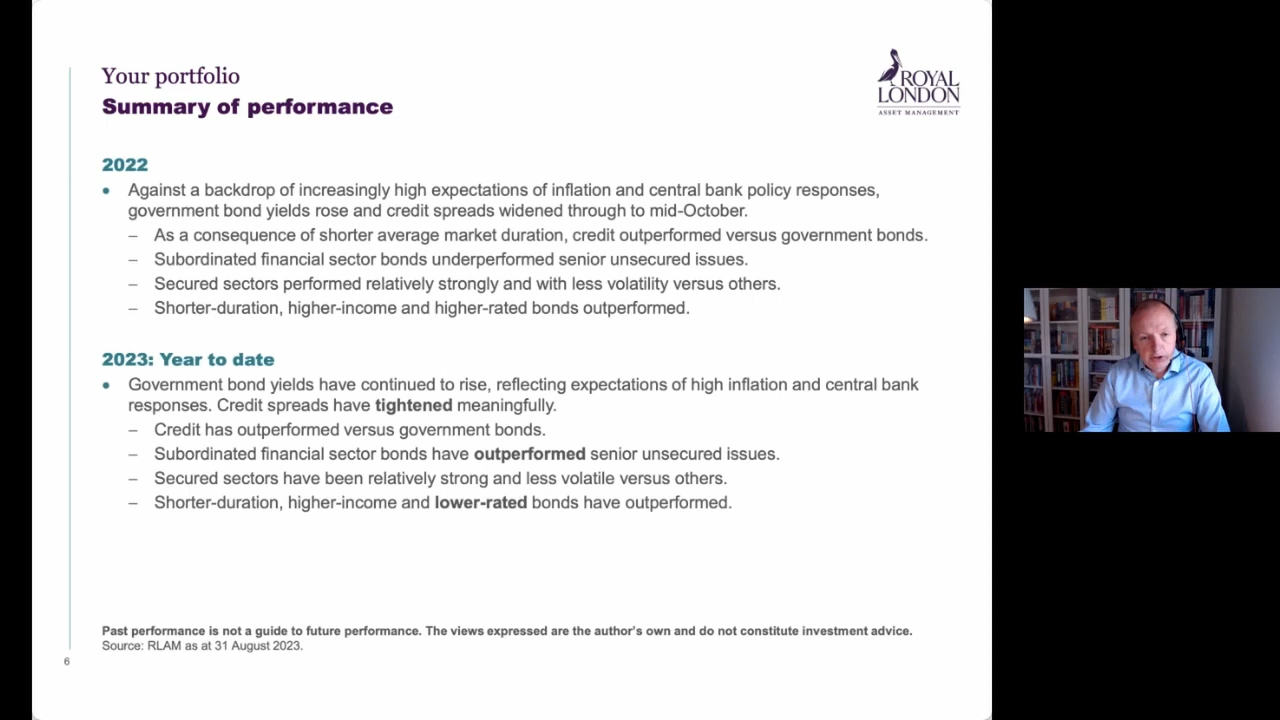 Your portfolio
Summary of performance
ROYAL
LONDON
ASSET MANAGEMENT
2022
• Against a backdrop of increasingly high expectations of inflation and central bank policy responses,
government bond yields rose and credit spreads widened through to mid-October.
– As a consequence of shorter average market duration, credit outperformed versus government bonds.
– Subordinated financial sector bonds underperformed senior unsecured issues.
– Secured sectors performed relatively strongly and with less volatility versus others.
– Shorter-duration, higher-income and higher-rated bonds outperformed.
2023: Year to date
• Government bond yields have continued to rise, reflecting expectations of high inflation and central bank
responses. Credit spreads have tightened meaningfully.
– Credit has outperformed versus government bonds.
– Subordinated financial sector bonds have outperformed senior unsecured issues.
– Secured sectors have been relatively strong and less volatile versus others.
– Shorter-duration, higher-income and lower-rated bonds have outperformed.
Past performance is not a guide to future performance. The views expressed are the author's own and do not constitute investment advice.
Source: RLAM as at 31 August 2023.
6